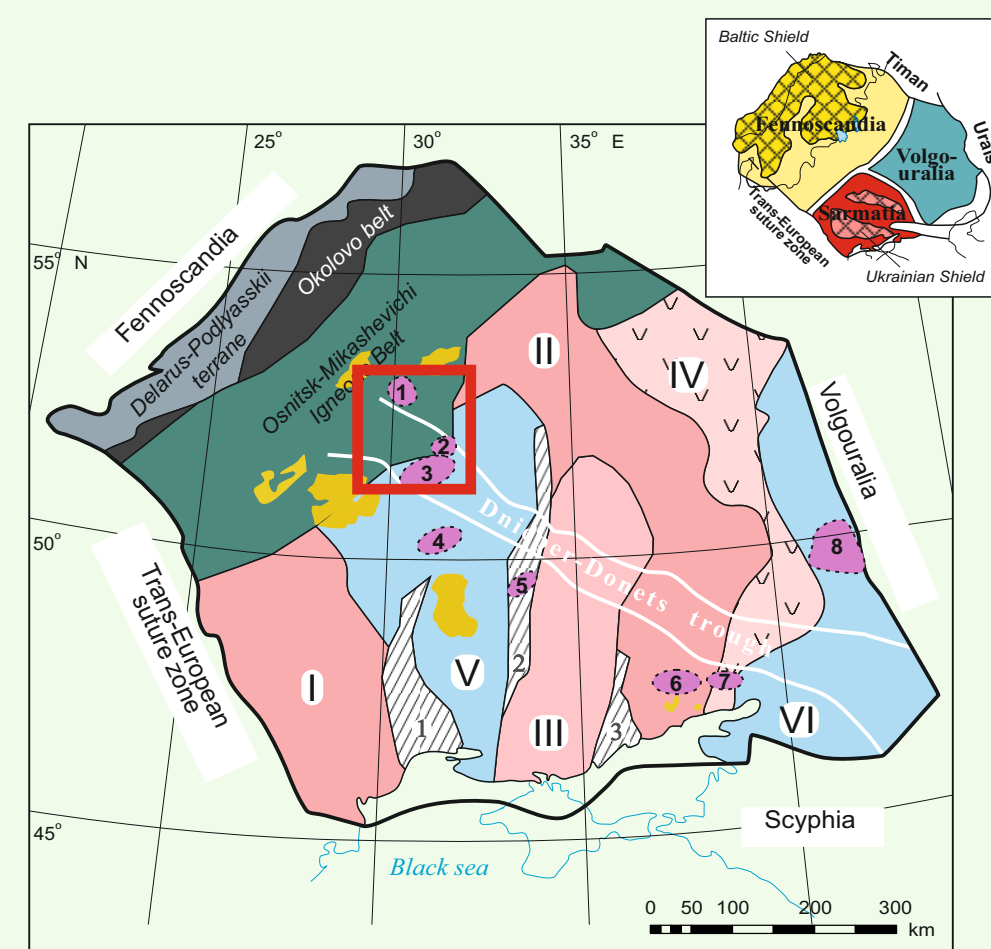 Baltic Shield
Timan
Fennoscandia
Urals
Volgo-
uralia
Sarmatia
Trans-European
suture zone
Ukrainian Shield
25° 30° 35° E
55° N
50°
45°
Fennoscandia
Delarus-Podlyasskii
terrane
Okolovo belt
Osnitsk-Mikashevichi
Igneous Belt
Volgouralia
Trans-European
suture zone
Dnieper-Donets trough
I
II
III
IV
V
VI
1
2
3
4
5
6
7
8
1
2
3
Scyphia
Black sea
0 50 100 200 300
km